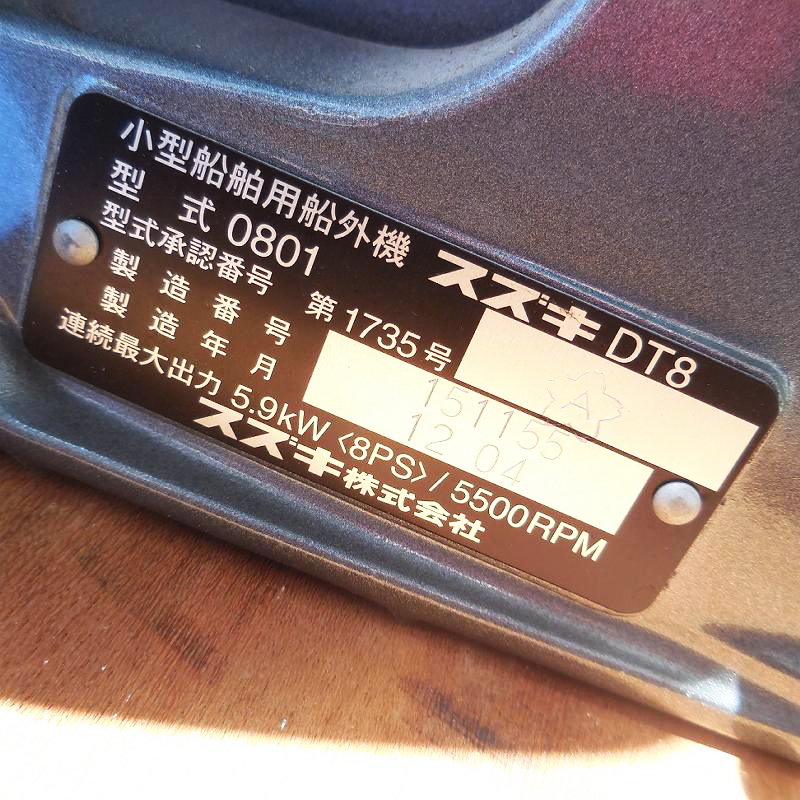 小型船舶用船外機 スズキ DT8
型 式 0801
型式承認番号 第1735号
A
製 造 番 号 151155
製 造 年 月 12 04
連続最大出力 5.9kW〈8PS〉/5500RPM
スズキ株式会社